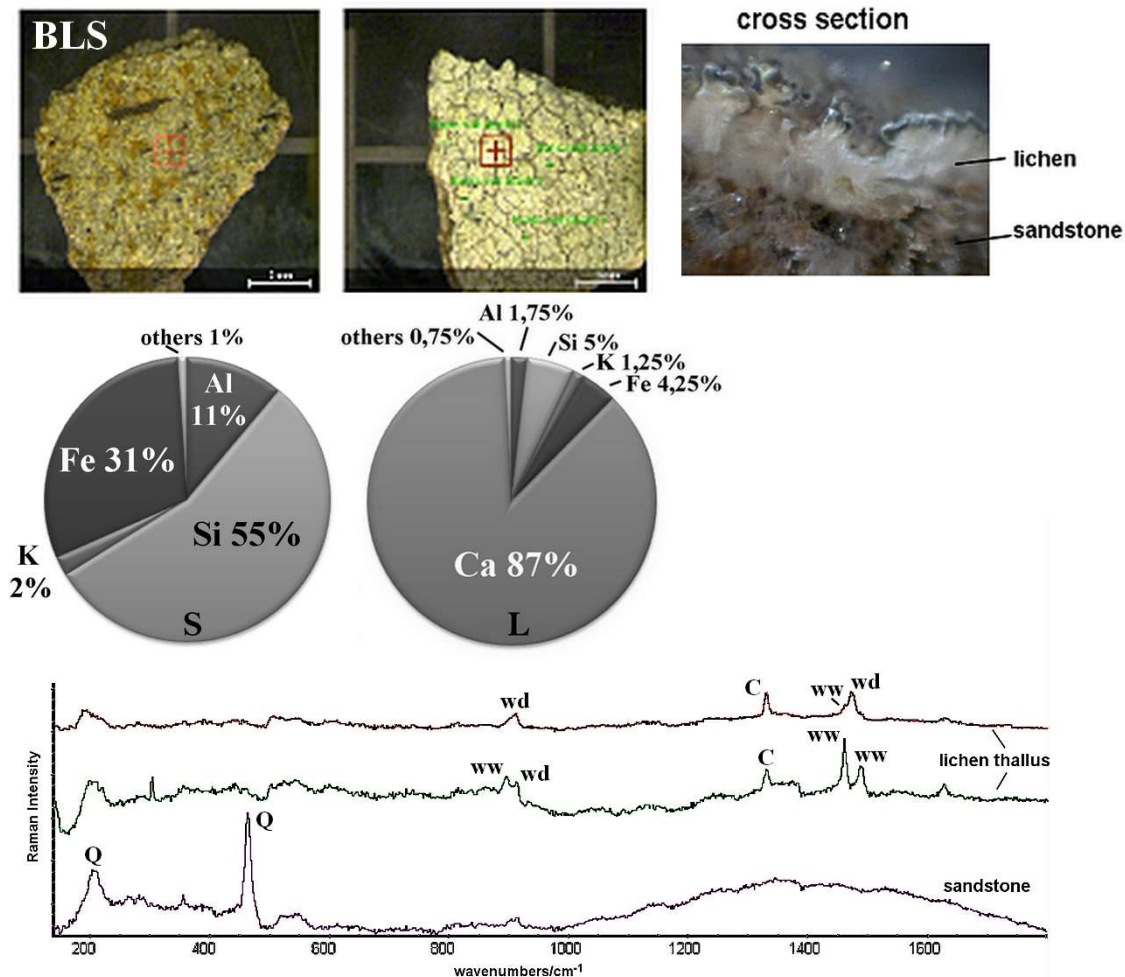 BLS
cross section
lichen
sandstone
others 1%
Al
11%
Fe 31%
Si 55%
K
2%
S
others 0,75%
Al 1,75%
Si 5%
K 1,25%
Fe 4,25%
Ca 87%
L
wd
C
ww
wd
lichen thallus
ww
wd
C
ww
ww
Q
Q
sandstone
Raman Intensity
200
400
600
800
1000
1200
1400
1600
wavenumbers/cm⁻¹